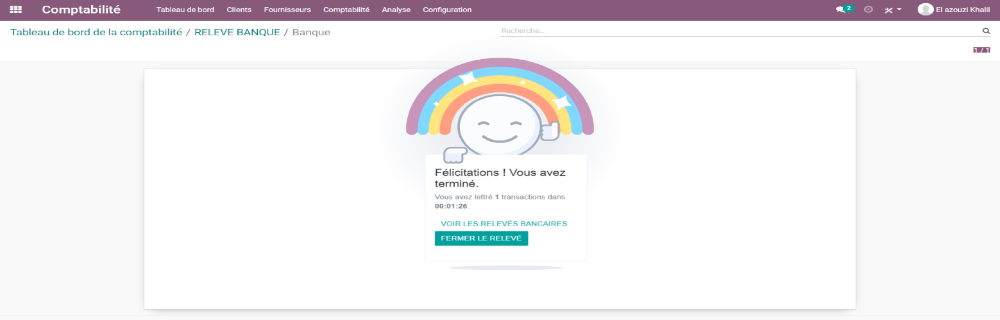 Comptabilité Tableau de bord Clients Fournisseurs Comptabilité Analyse Configuration 2 El azouzi Khalil
Tableau de bord de la comptabilité / RELEVE BANQUE / Banque Recherche...
1 / 1
Félicitations ! Vous avez
terminé.
Vous avez lettré 1 transactions dans
00:01:26.
VOIR LES RELEVÉS BANCAIRES
FERMER LE RELEVÉ